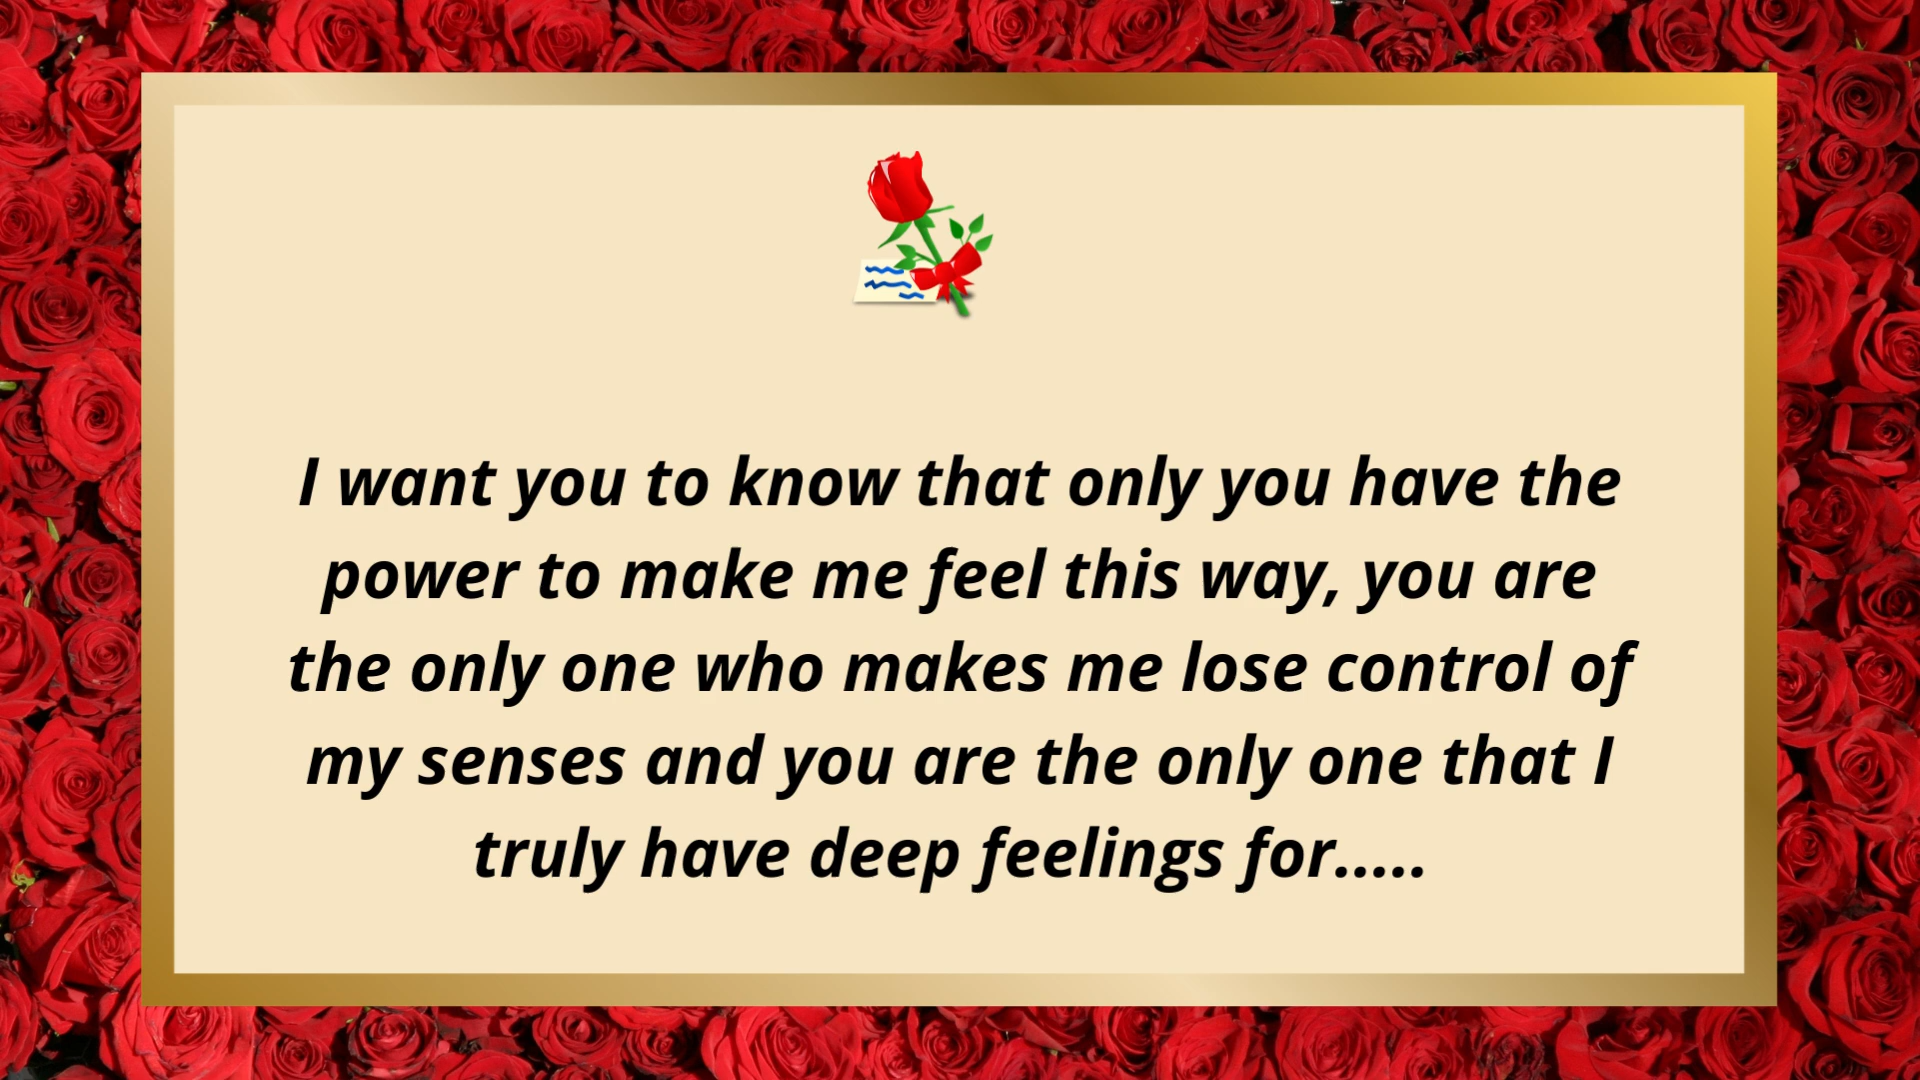 I want you to know that only you have the
power to make me feel this way, you are
the only one who makes me lose control of
my senses and you are the only one that I
truly have deep feelings for.....